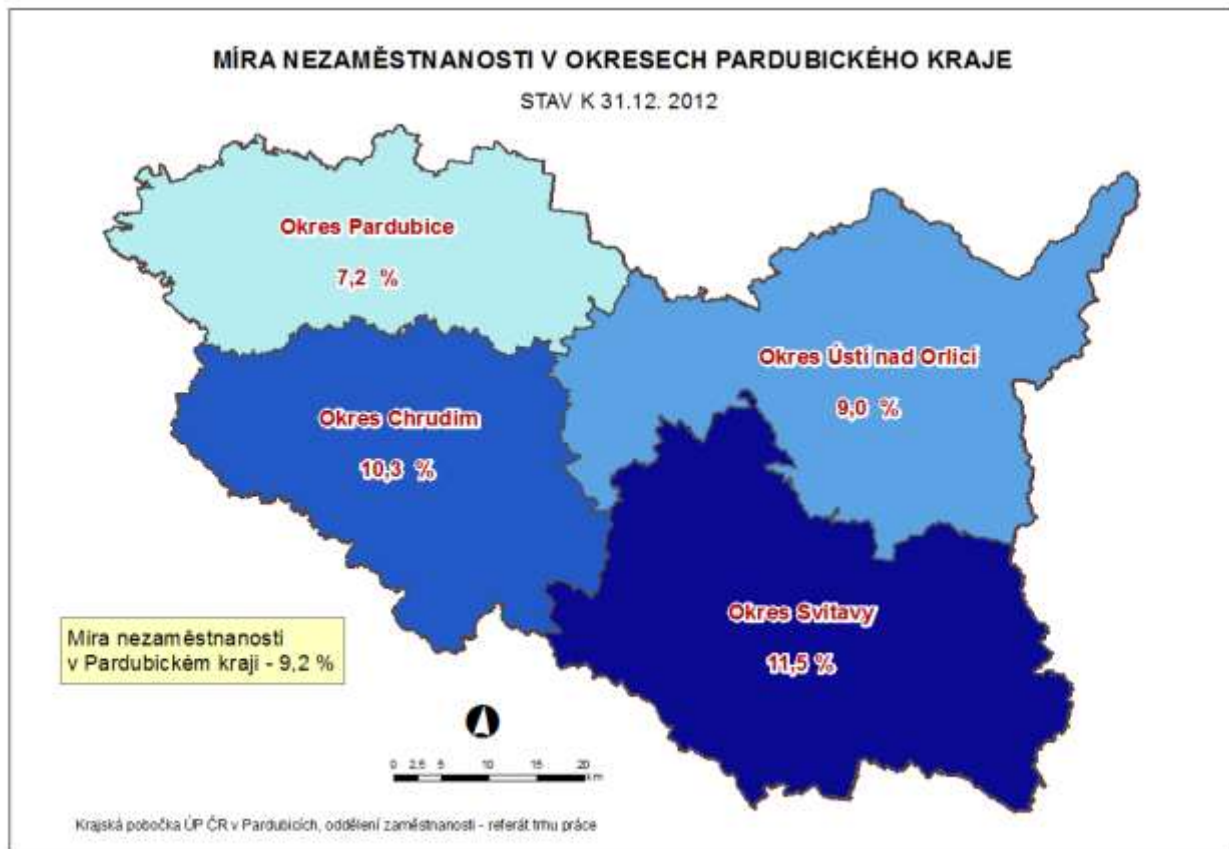 MÍRA NEZAMĚSTNANOSTI V OKRESECH PARDUBICKÉHO KRAJE
STAV K 31.12. 2012
Okres Pardubice
7,2 %
Okres Ústí nad Orlicí
9,0 %
Okres Chrudim
10,3 %
Okres Svitavy
11,5 %
Míra nezaměstnanosti
v Pardubickém kraji - 9,2 %
0 2,5 5 10 15 20
km
Krajská pobočka ÚP ČR v Pardubicích, oddělení zaměstnanosti - referát trhu práce